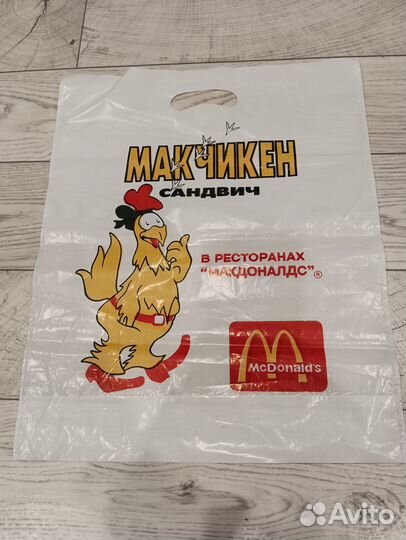 МАКЧИКЕН
САНДВИЧ
В РЕСТОРАНАХ
"МАКДОНАЛДС"®
McDonald's
Avito